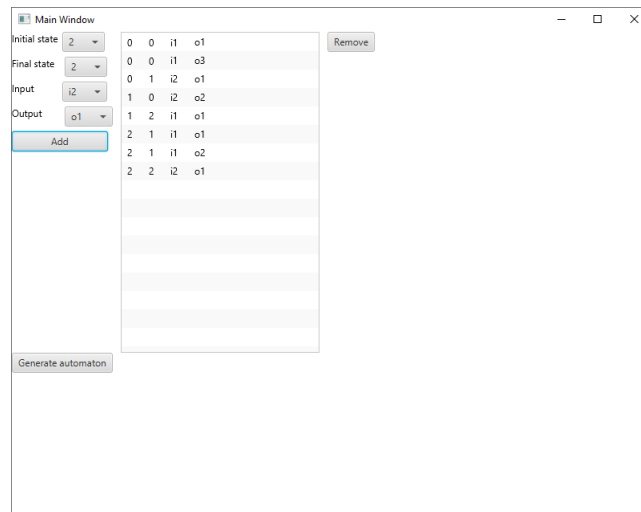 Main Window
Initial state 2
Final state 2
Input i2
Output o1
Add
0 0 i1 o1
0 0 i1 o3
0 1 i2 o1
1 0 i2 o2
1 2 i1 o1
2 1 i1 o1
2 1 i1 o2
2 2 i2 o1
Remove
Generate automaton